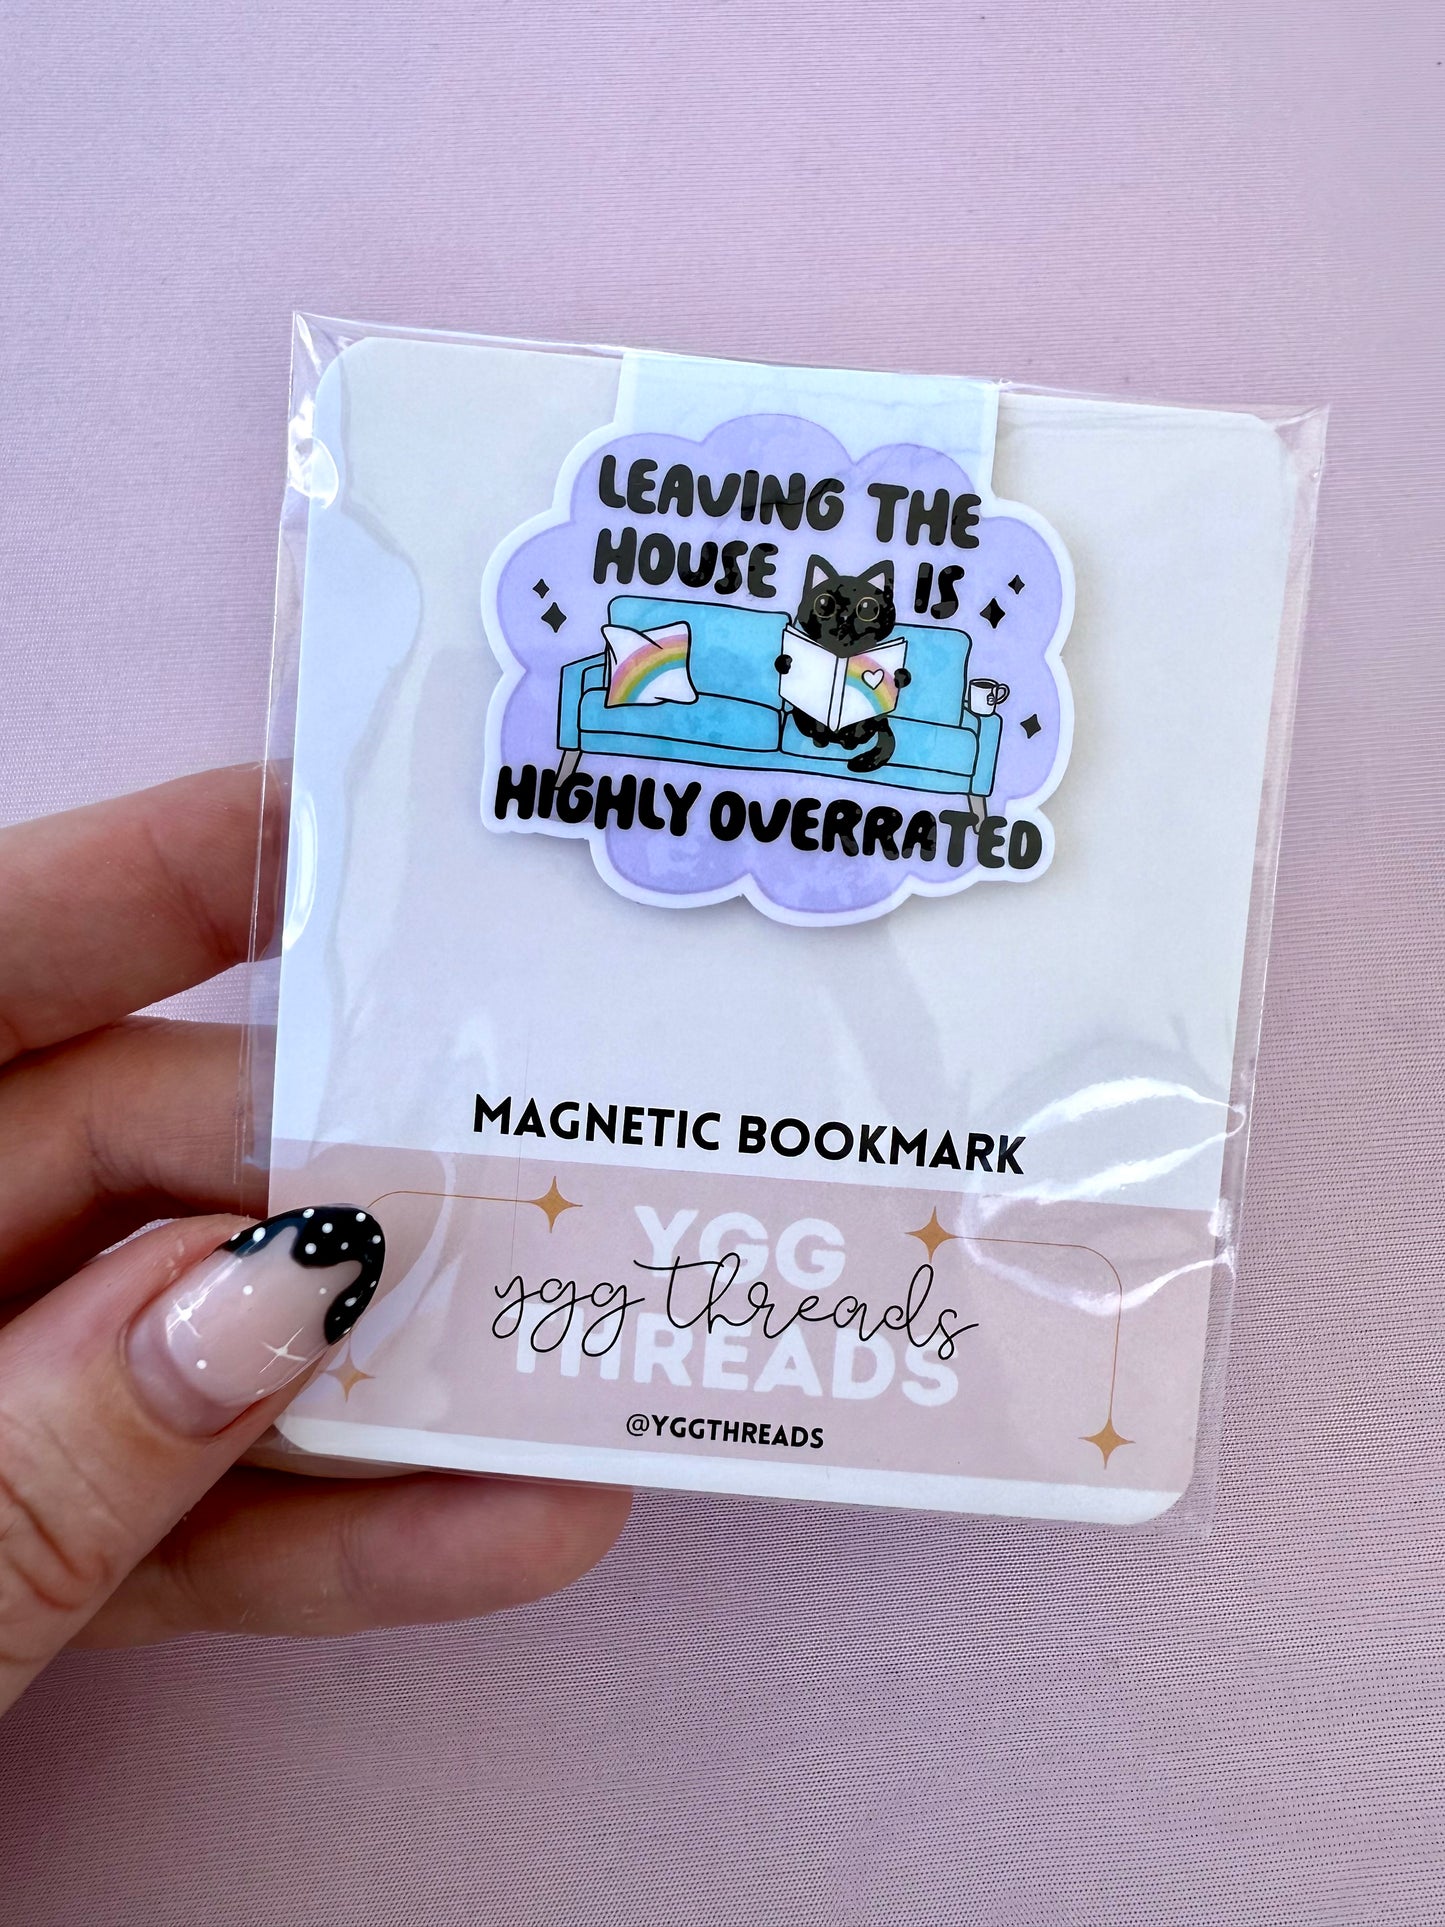 LEAVING THE
HOUSE IS
HIGHLY OVERRATED
MAGNETIC BOOKMARK
YGG
ygg threads
THREADS
@YGGTHREADS